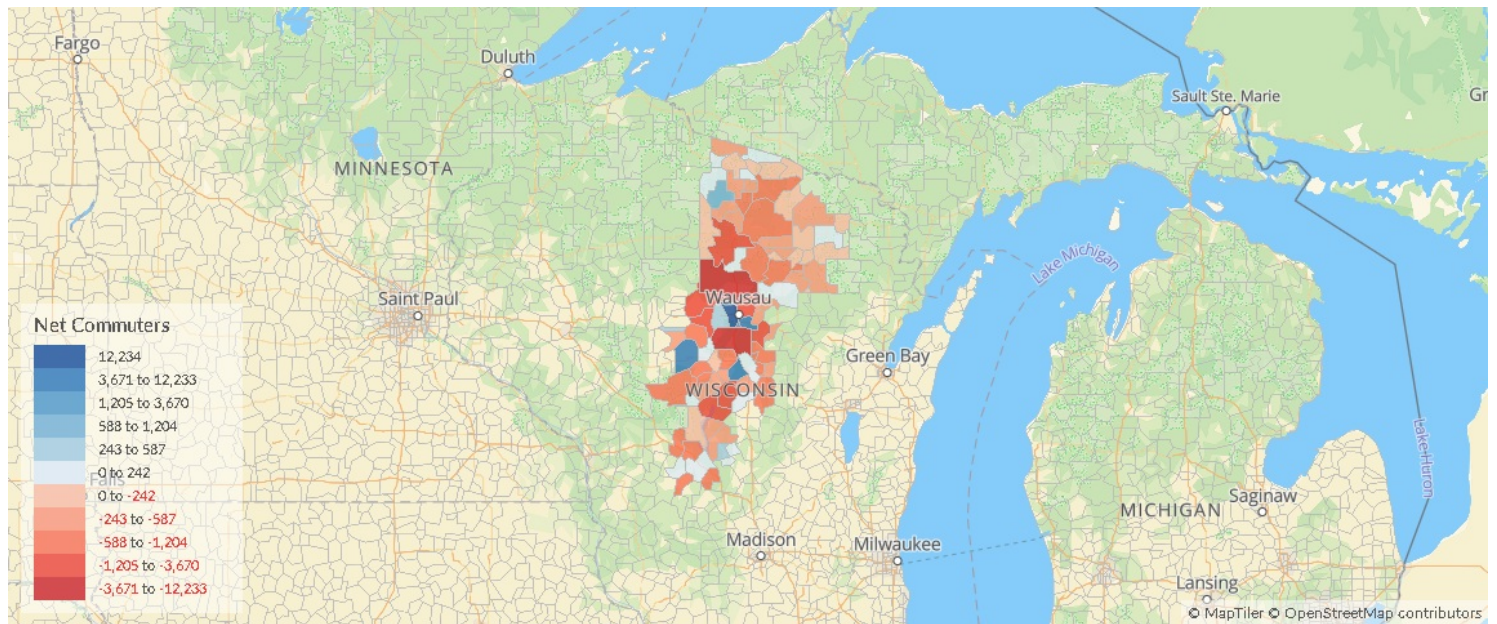 Fargo
Duluth
Sault Ste. Marie
Gr
MINNESOTA
Lake Michigan
Saint Paul
Wausau
Green Bay
WISCONSIN
Lake Huron
Net Commuters
12,234
3,671 to 12,233
1,205 to 3,670
588 to 1,204
243 to 587
0 to 242
Falls
0 to -242
-243 to -587
-588 to -1,204
-1,205 to -3,670
-3,671 to -12,233
Saginaw
MICHIGAN
Madison
Milwaukee
Lansing
© MapTiler © OpenStreetMap contributors